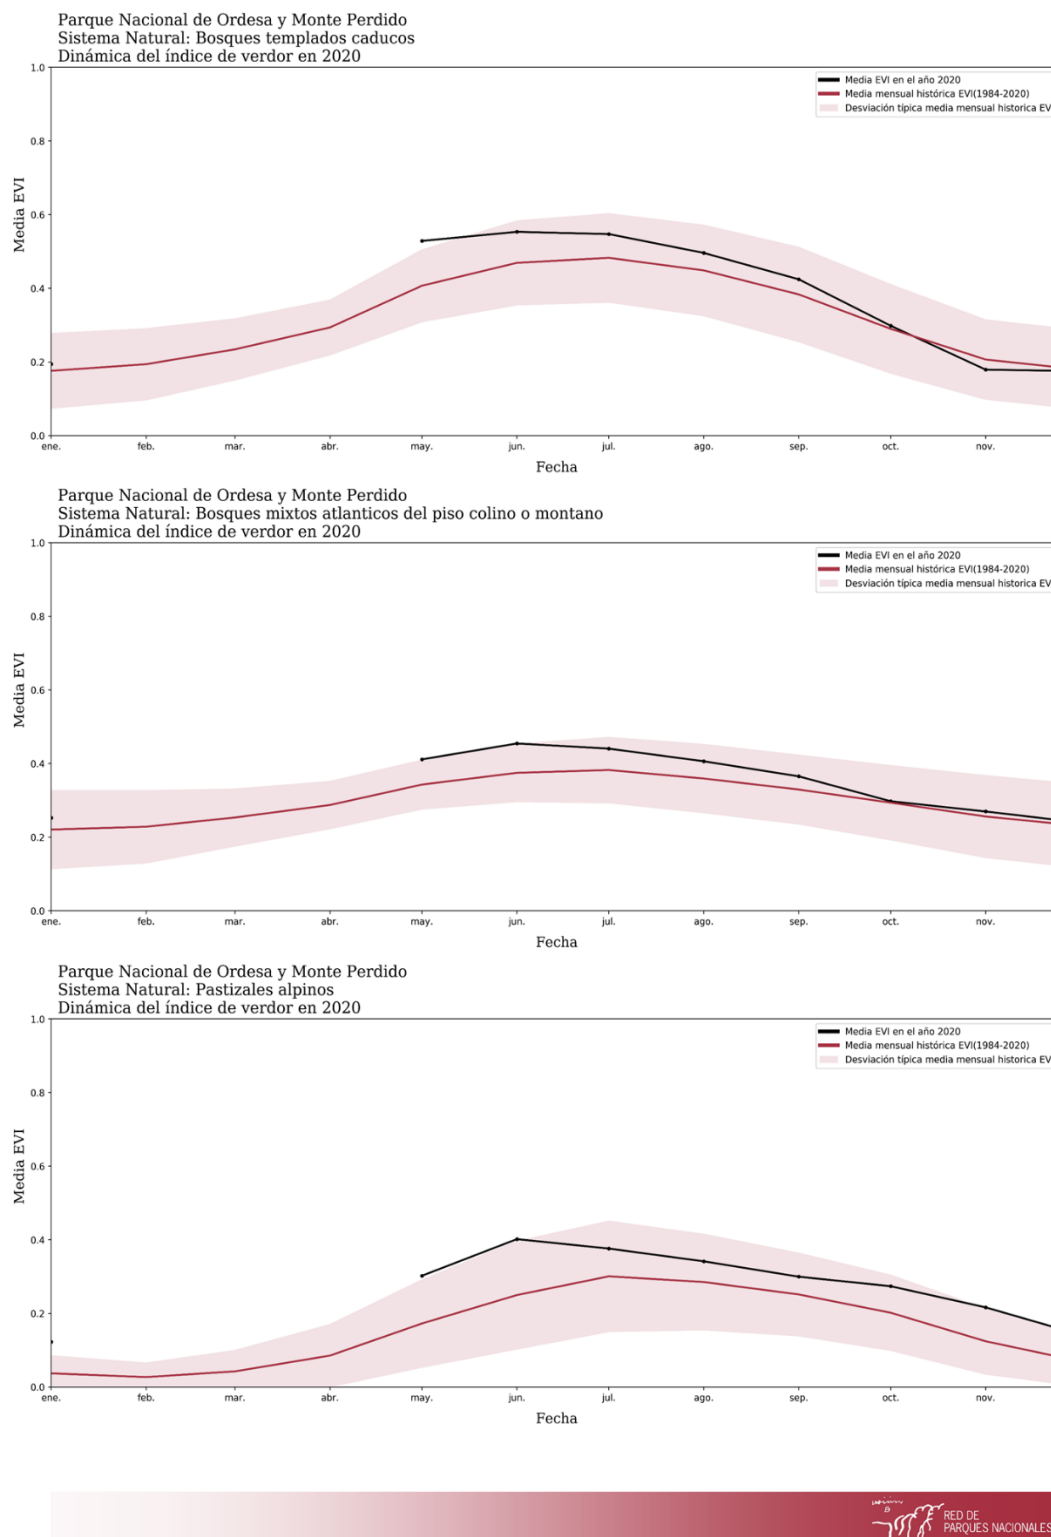 Parque Nacional de Ordesa y Monte Perdido
Sistema Natural: Bosques templados caducos
Dinámica del índice de verdor en 2020
1.0
0.8
0.6
0.4
0.2
0.0
Media EVI
Media EVI en el año 2020
Media mensual histórica EVI(1984-2020)
Desviación típica media mensual historica EV
ene. feb. mar. abr. may. jun. jul. ago. sep. oct. nov.
Fecha
Parque Nacional de Ordesa y Monte Perdido
Sistema Natural: Bosques mixtos atlanticos del piso colino o montano
Dinámica del índice de verdor en 2020
1.0
0.8
0.6
0.4
0.2
0.0
Media EVI
Media EVI en el año 2020
Media mensual histórica EVI(1984-2020)
Desviación típica media mensual historica EV
ene. feb. mar. abr. may. jun. jul. ago. sep. oct. nov.
Fecha
Parque Nacional de Ordesa y Monte Perdido
Sistema Natural: Pastizales alpinos
Dinámica del índice de verdor en 2020
1.0
0.8
0.6
0.4
0.2
0.0
Media EVI
Media EVI en el año 2020
Media mensual histórica EVI(1984-2020)
Desviación típica media mensual historica EV
ene. feb. mar. abr. may. jun. jul. ago. sep. oct. nov.
Fecha
RED DE
PARQUES NACIONALES